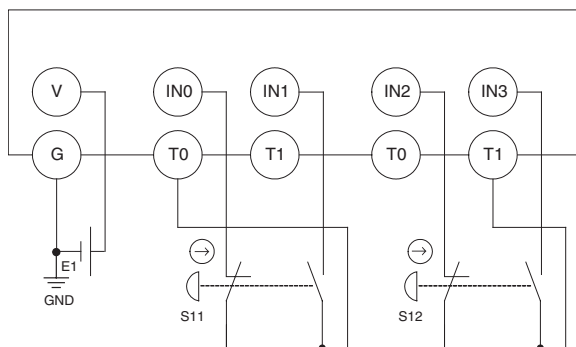 V IN0 IN1 IN2 IN3
G T0 T1 T0 T1
E1
GND
S11 S12